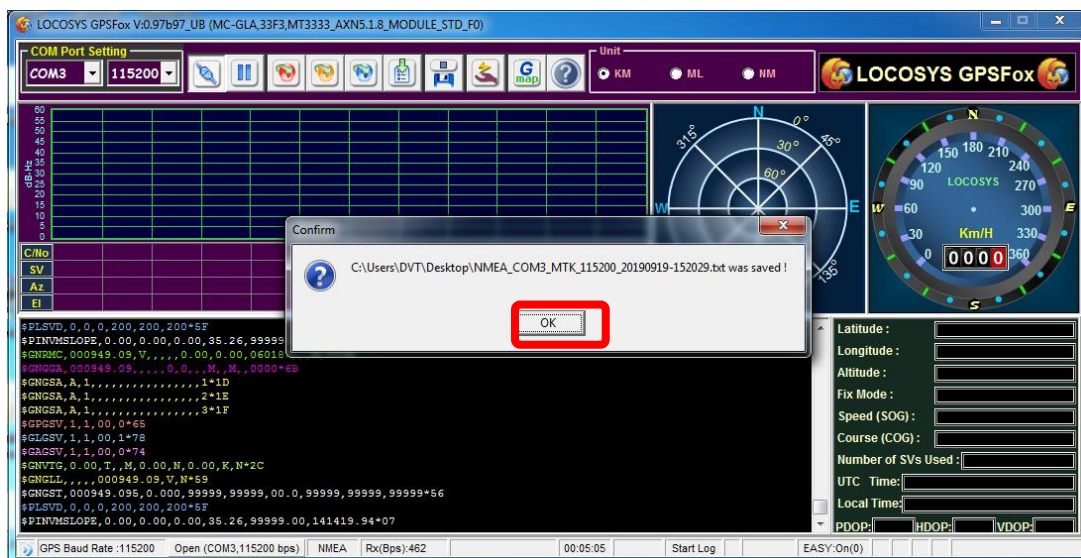 LOCOSYS GPSFox V:0.97b97_UB (MC-GLA,33F3,MT3333_AXN5.1.8_MODULE_STD_F0)
COM Port Setting
COM3 115200
G map
Unit
KM ML NM
LOCOSYS GPSFox
60
55
50
45
40
35
30
25
20
15
10
5
0
dB-Hz
C/No
SV
Az
El
N
0°
315°
45°
30°
60°
W
E
135°
N
W
E
S
0 30 60 90 120 150 180 210 240 270 300 330 360
LOCOSYS
Km/H
0000
Confirm
C:\Users\DVT\Desktop\NMEA_COM3_MTK_115200_20190919-152029.txt was saved !
OK
$PLSVD,0,0,0,200,200,200*5F
$PINVMSLOPE,0.00,0.00,0.00,35.26,99999
$GNRMC,000949.09,V,,,,,0.00,0.00,06018
$GNGGA,000949.09,,,,,0,0,,,M,,M,,0000*6B
$GNGSA,A,1,,,,,,,,,,,,,,,,1*1D
$GNGSA,A,1,,,,,,,,,,,,,,,,2*1E
$GNGSA,A,1,,,,,,,,,,,,,,,,3*1F
$GPGSV,1,1,00,0*65
$GLGSV,1,1,00,1*78
$GAGSV,1,1,00,0*74
$GNVTG,0.00,T,,M,0.00,N,0.00,K,N*2C
$GNGLL,,,,,000949.09,V,N*59
$GNGST,000949.095,0.000,99999,99999,00.0,99999,99999,99999*56
$PLSVD,0,0,0,200,200,200*5F
$PINVMSLOPE,0.00,0.00,0.00,35.26,99999.00,141419.94*07
Latitude :
Longitude :
Altitude :
Fix Mode :
Speed (SOG) :
Course (COG) :
Number of SVs Used :
UTC Time:
Local Time:
PDOP: HDOP: VDOP:
GPS Baud Rate :115200 Open (COM3,115200 bps) NMEA Rx(Bps):462 00:05:05 Start Log EASY:On(0)